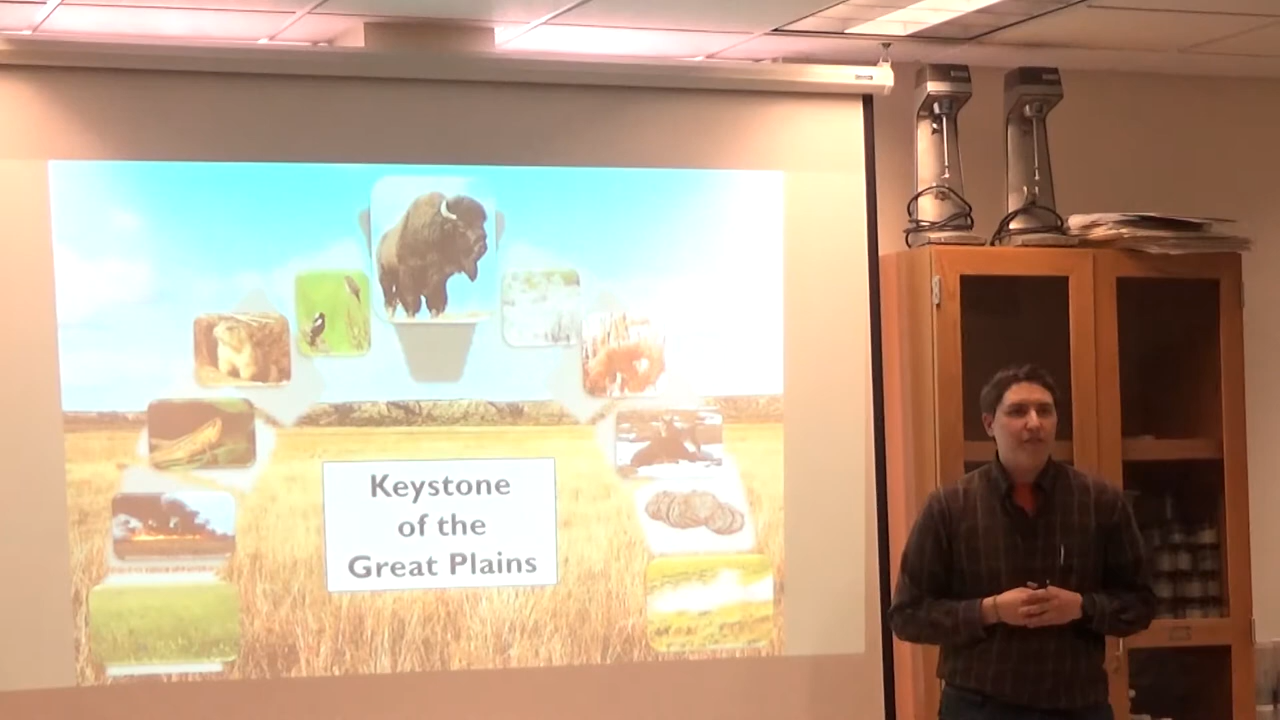 Keystone
of the
Great Plains